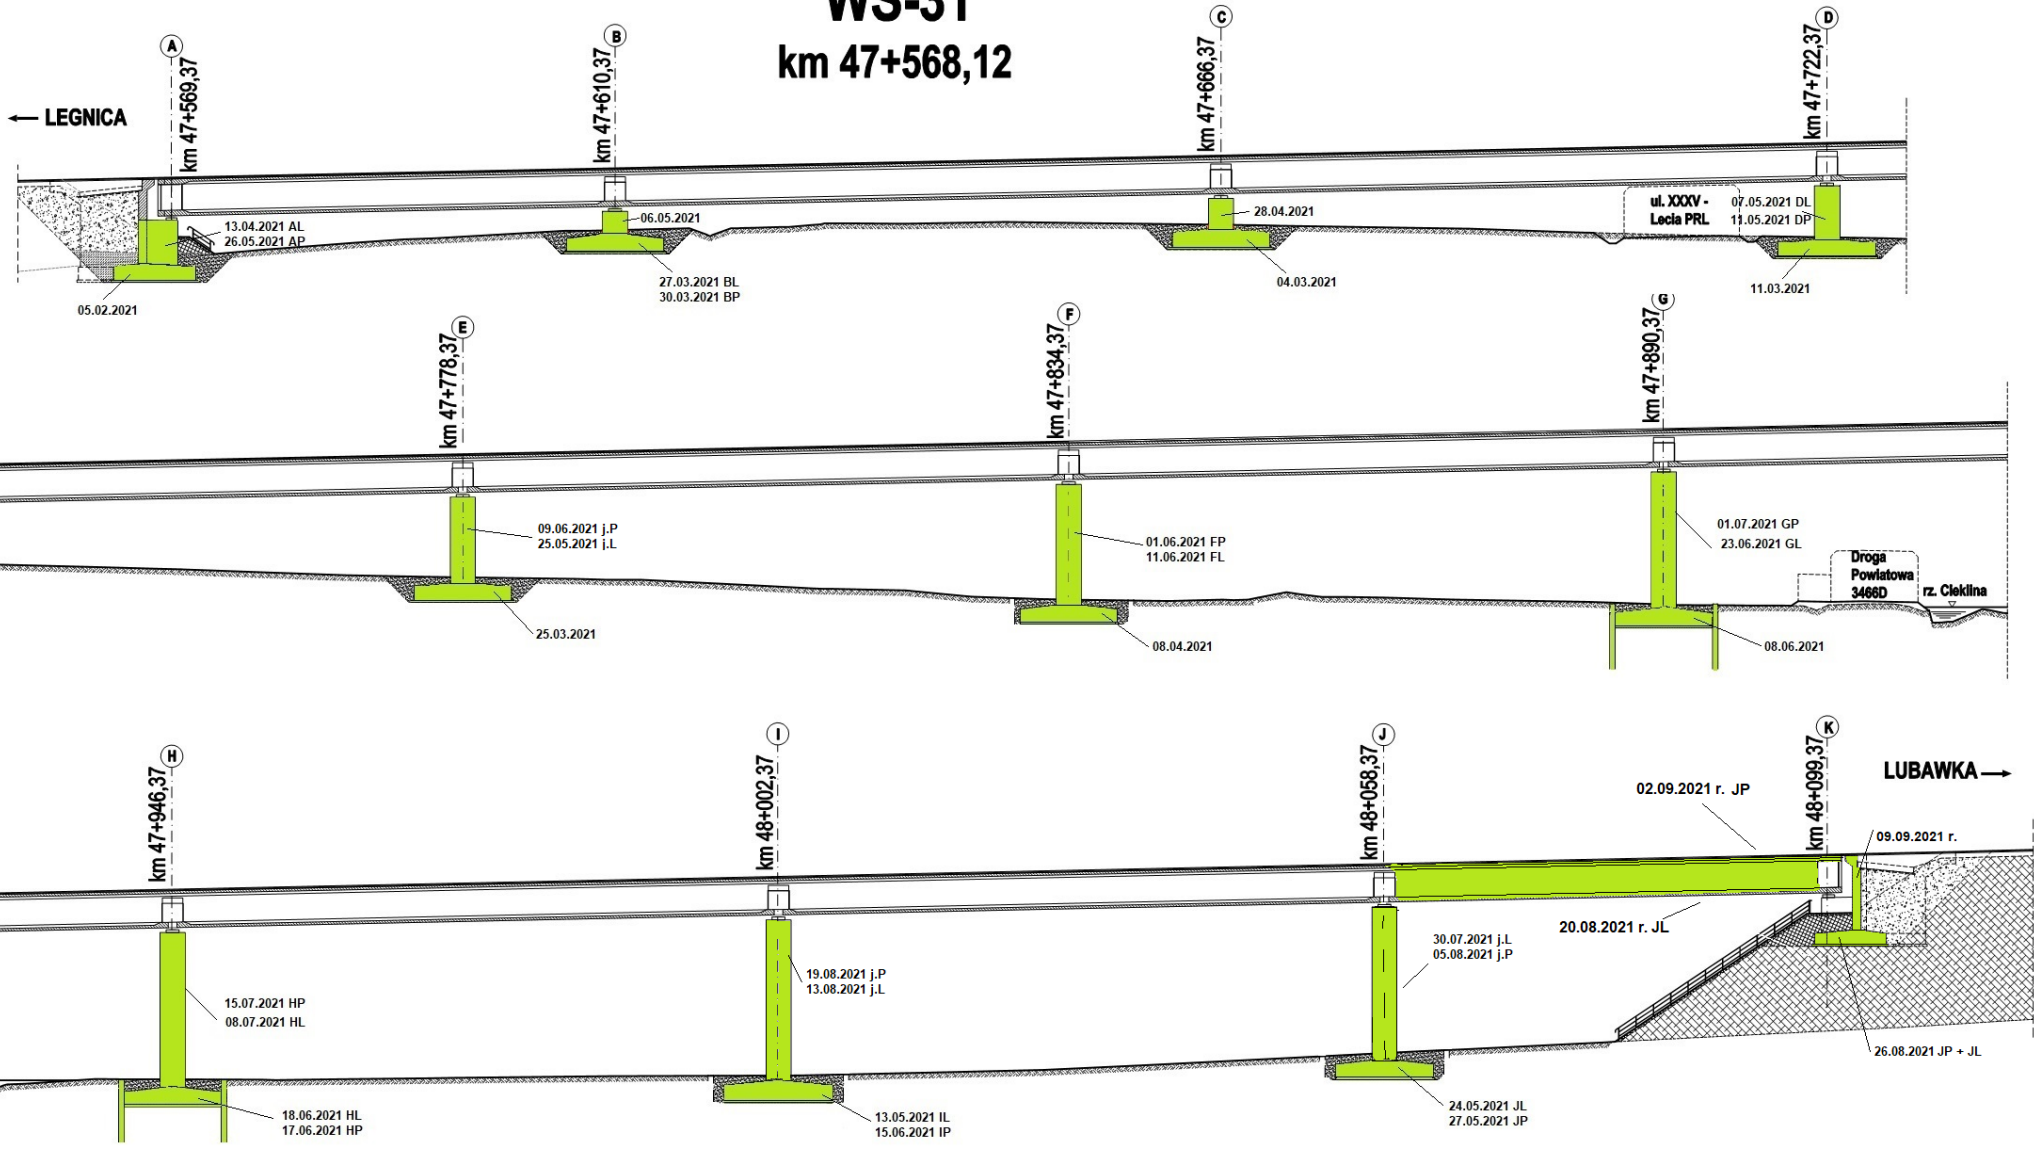 WS-31
km 47+568,12
← LEGNICA
A
km 47+569,37
B
km 47+610,37
C
km 47+666,37
D
km 47+722,37
13.04.2021 AL
26.05.2021 AP
05.02.2021
06.05.2021
27.03.2021 BL
30.03.2021 BP
28.04.2021
04.03.2021
ul. XXXV -
Lecia PRL
07.05.2021 DL
11.05.2021 DP
11.03.2021
E
km 47+778,37
F
km 47+834,37
G
km 47+890,37
09.06.2021 j.P
25.05.2021 j.L
25.03.2021
01.06.2021 FP
11.06.2021 FL
08.04.2021
01.07.2021 GP
23.06.2021 GL
08.06.2021
Droga
Powiatowa
3466D
rz. Cieklina
H
km 47+946,37
I
km 48+002,37
J
km 48+058,37
K
km 48+099,37
LUBAWKA →
02.09.2021 r. JP
09.09.2021 r.
20.08.2021 r. JL
15.07.2021 HP
08.07.2021 HL
18.06.2021 HL
17.06.2021 HP
19.08.2021 j.P
13.08.2021 j.L
13.05.2021 IL
15.06.2021 IP
30.07.2021 j.L
05.08.2021 j.P
24.05.2021 JL
27.05.2021 JP
26.08.2021 JP + JL